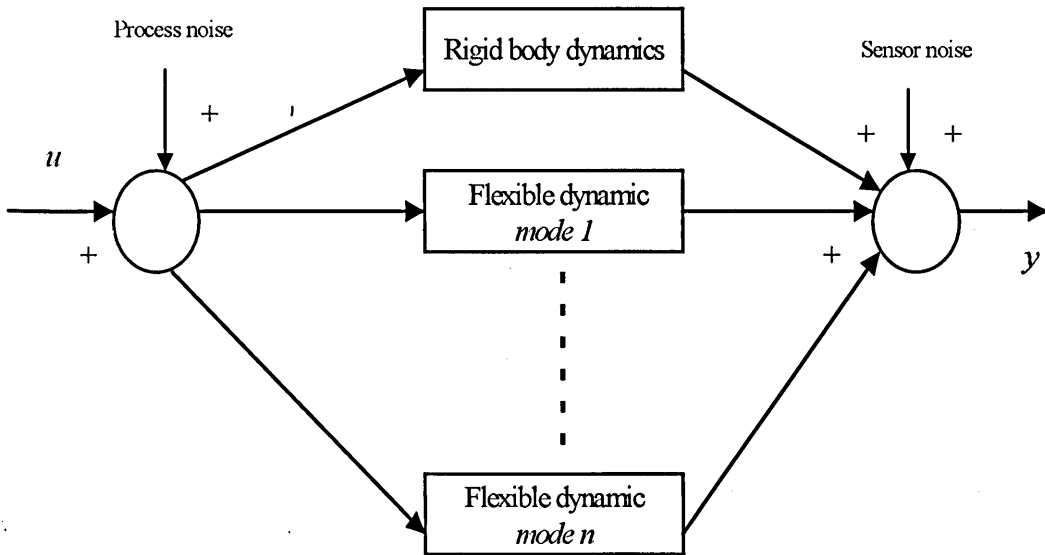 Process noise
Rigid body dynamics
Sensor noise
+
+
+
u
Flexible dynamic
mode 1
+
+
y
Flexible dynamic
mode n